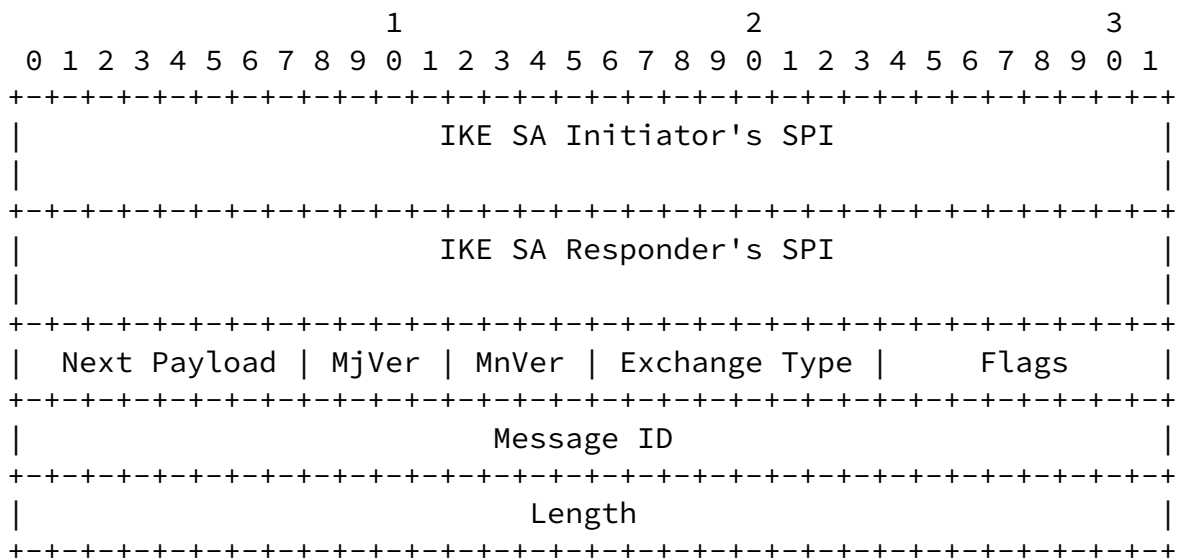 1                   2                   3
 0 1 2 3 4 5 6 7 8 9 0 1 2 3 4 5 6 7 8 9 0 1 2 3 4 5 6 7 8 9 0 1
+-+-+-+-+-+-+-+-+-+-+-+-+-+-+-+-+-+-+-+-+-+-+-+-+-+-+-+-+-+-+-+-+
|                       IKE SA Initiator's SPI                  |
|                                                               |
+-+-+-+-+-+-+-+-+-+-+-+-+-+-+-+-+-+-+-+-+-+-+-+-+-+-+-+-+-+-+-+-+
|                       IKE SA Responder's SPI                  |
|                                                               |
+-+-+-+-+-+-+-+-+-+-+-+-+-+-+-+-+-+-+-+-+-+-+-+-+-+-+-+-+-+-+-+-+
|  Next Payload | MjVer | MnVer | Exchange Type |     Flags     |
+-+-+-+-+-+-+-+-+-+-+-+-+-+-+-+-+-+-+-+-+-+-+-+-+-+-+-+-+-+-+-+-+
|                          Message ID                           |
+-+-+-+-+-+-+-+-+-+-+-+-+-+-+-+-+-+-+-+-+-+-+-+-+-+-+-+-+-+-+-+-+
|                            Length                             |
+-+-+-+-+-+-+-+-+-+-+-+-+-+-+-+-+-+-+-+-+-+-+-+-+-+-+-+-+-+-+-+-+